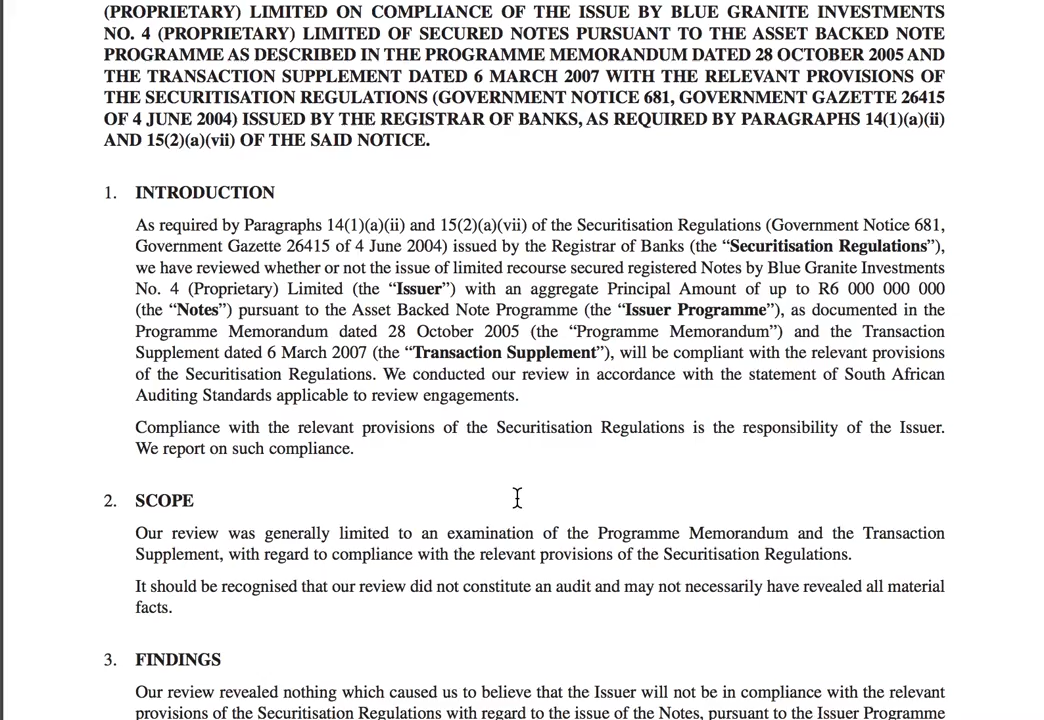 (PROPRIETARY) LIMITED ON COMPLIANCE OF THE ISSUE BY BLUE GRANITE INVESTMENTS
NO. 4 (PROPRIETARY) LIMITED OF SECURED NOTES PURSUANT TO THE ASSET BACKED NOTE
PROGRAMME AS DESCRIBED IN THE PROGRAMME MEMORANDUM DATED 28 OCTOBER 2005 AND
THE TRANSACTION SUPPLEMENT DATED 6 MARCH 2007 WITH THE RELEVANT PROVISIONS OF
THE SECURITISATION REGULATIONS (GOVERNMENT NOTICE 681, GOVERNMENT GAZETTE 26415
OF 4 JUNE 2004) ISSUED BY THE REGISTRAR OF BANKS, AS REQUIRED BY PARAGRAPHS 14(1)(a)(ii)
AND 15(2)(a)(vii) OF THE SAID NOTICE.
1. INTRODUCTION
As required by Paragraphs 14(1)(a)(ii) and 15(2)(a)(vii) of the Securitisation Regulations (Government Notice 681,
Government Gazette 26415 of 4 June 2004) issued by the Registrar of Banks (the “Securitisation Regulations”),
we have reviewed whether or not the issue of limited recourse secured registered Notes by Blue Granite Investments
No. 4 (Proprietary) Limited (the “Issuer”) with an aggregate Principal Amount of up to R6 000 000 000
(the “Notes”) pursuant to the Asset Backed Note Programme (the “Issuer Programme”), as documented in the
Programme Memorandum dated 28 October 2005 (the “Programme Memorandum”) and the Transaction
Supplement dated 6 March 2007 (the “Transaction Supplement”), will be compliant with the relevant provisions
of the Securitisation Regulations. We conducted our review in accordance with the statement of South African
Auditing Standards applicable to review engagements.
Compliance with the relevant provisions of the Securitisation Regulations is the responsibility of the Issuer.
We report on such compliance.
2. SCOPE
Our review was generally limited to an examination of the Programme Memorandum and the Transaction
Supplement, with regard to compliance with the relevant provisions of the Securitisation Regulations.
It should be recognised that our review did not constitute an audit and may not necessarily have revealed all material
facts.
3. FINDINGS
Our review revealed nothing which caused us to believe that the Issuer will not be in compliance with the relevant
provisions of the Securitisation Regulations with regard to the issue of the Notes, pursuant to the Issuer Programme